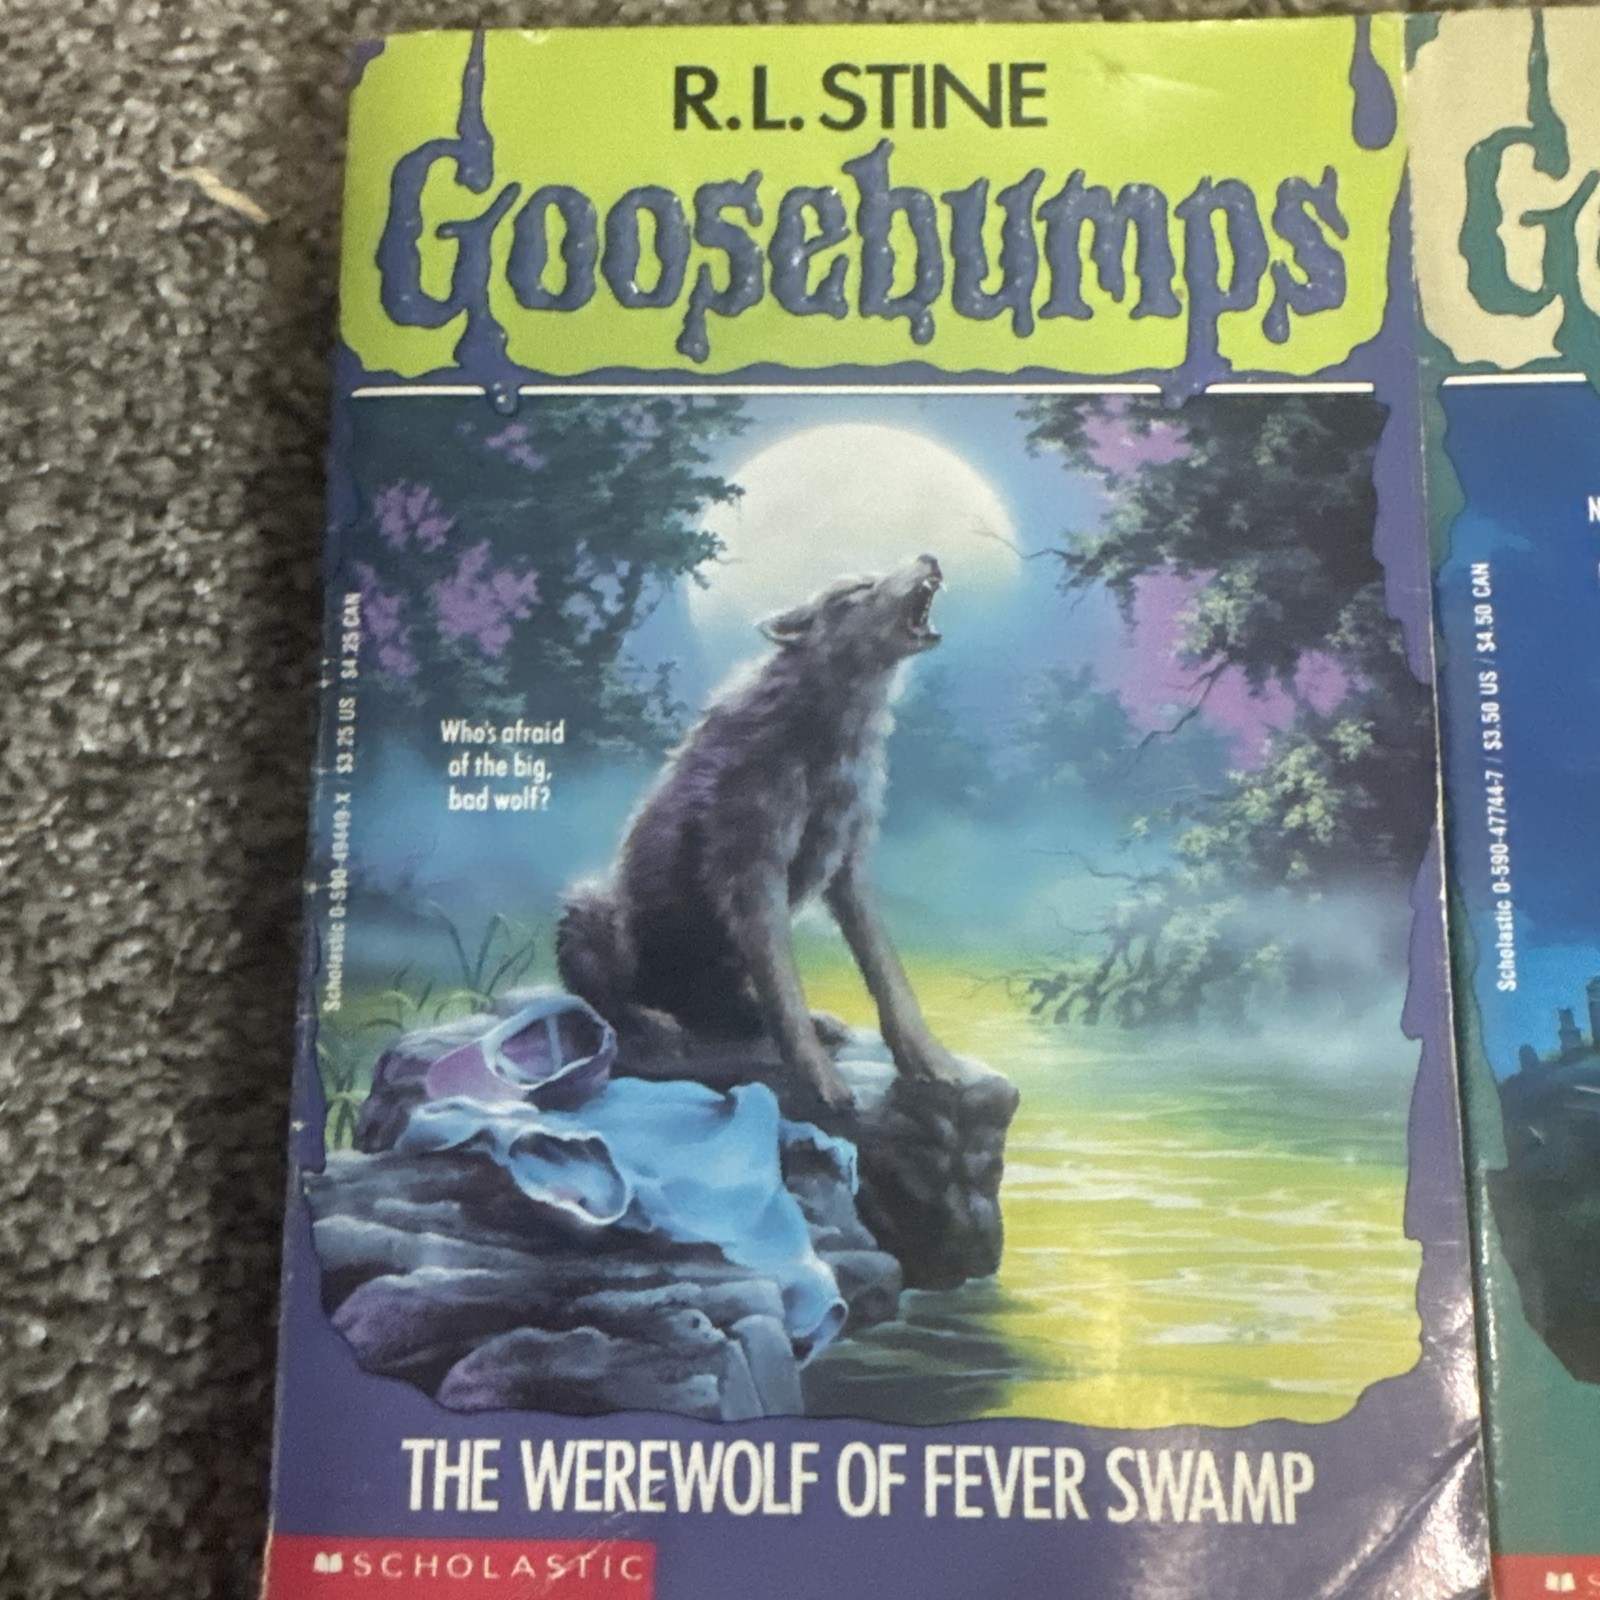 R.L. STINE
Goosebumps
Who's afraid
of the big,
bad wolf?
Scholastic 0-590-49449-X $3.25 US / $4.25 CAN
THE WEREWOLF OF FEVER SWAMP
SCHOLASTIC
Scholastic 0-590-47744-7 / $3.50 US / $4.50 CAN